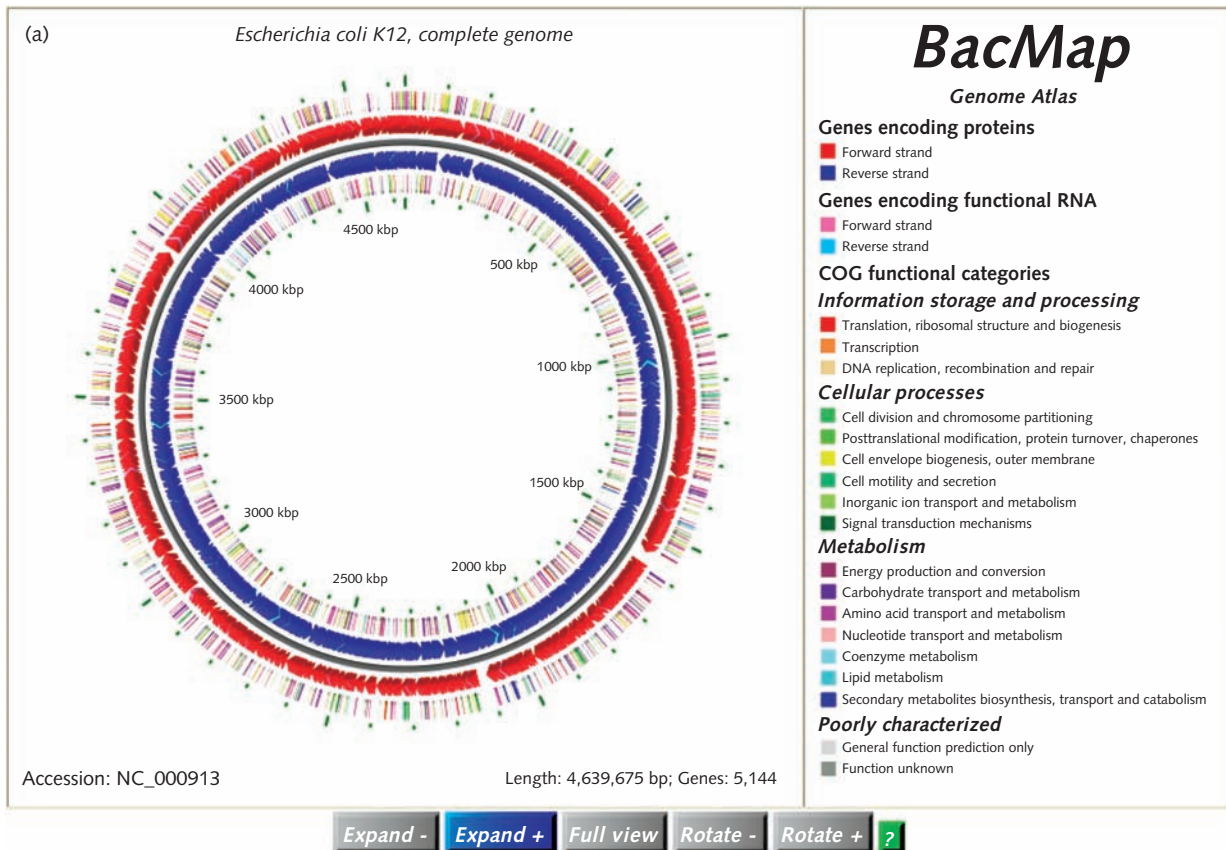 (a)
Escherichia coli K12, complete genome
4500 kbp
500 kbp
4000 kbp
1000 kbp
3500 kbp
1500 kbp
3000 kbp
2000 kbp
2500 kbp
Accession: NC_000913
Length: 4,639,675 bp; Genes: 5,144
BacMap
Genome Atlas
Genes encoding proteins
Forward strand
Reverse strand
Genes encoding functional RNA
Forward strand
Reverse strand
COG functional categories
Information storage and processing
Translation, ribosomal structure and biogenesis
Transcription
DNA replication, recombination and repair
Cellular processes
Cell division and chromosome partitioning
Posttranslational modification, protein turnover, chaperones
Cell envelope biogenesis, outer membrane
Cell motility and secretion
Inorganic ion transport and metabolism
Signal transduction mechanisms
Metabolism
Energy production and conversion
Carbohydrate transport and metabolism
Amino acid transport and metabolism
Nucleotide transport and metabolism
Coenzyme metabolism
Lipid metabolism
Secondary metabolites biosynthesis, transport and catabolism
Poorly characterized
General function prediction only
Function unknown
Expand - Expand + Full view Rotate - Rotate + ?